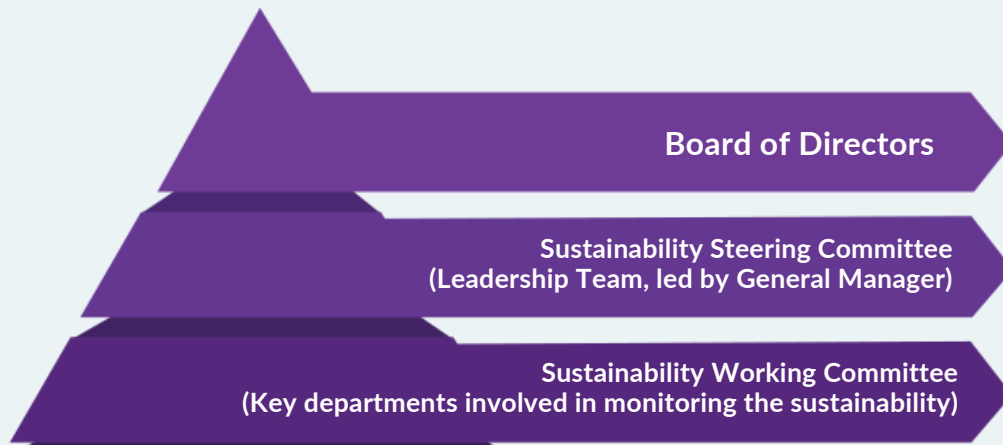 Board of Directors
Sustainability Steering Committee
(Leadership Team, led by General Manager)
Sustainability Working Committee
(Key departments involved in monitoring the sustainability)